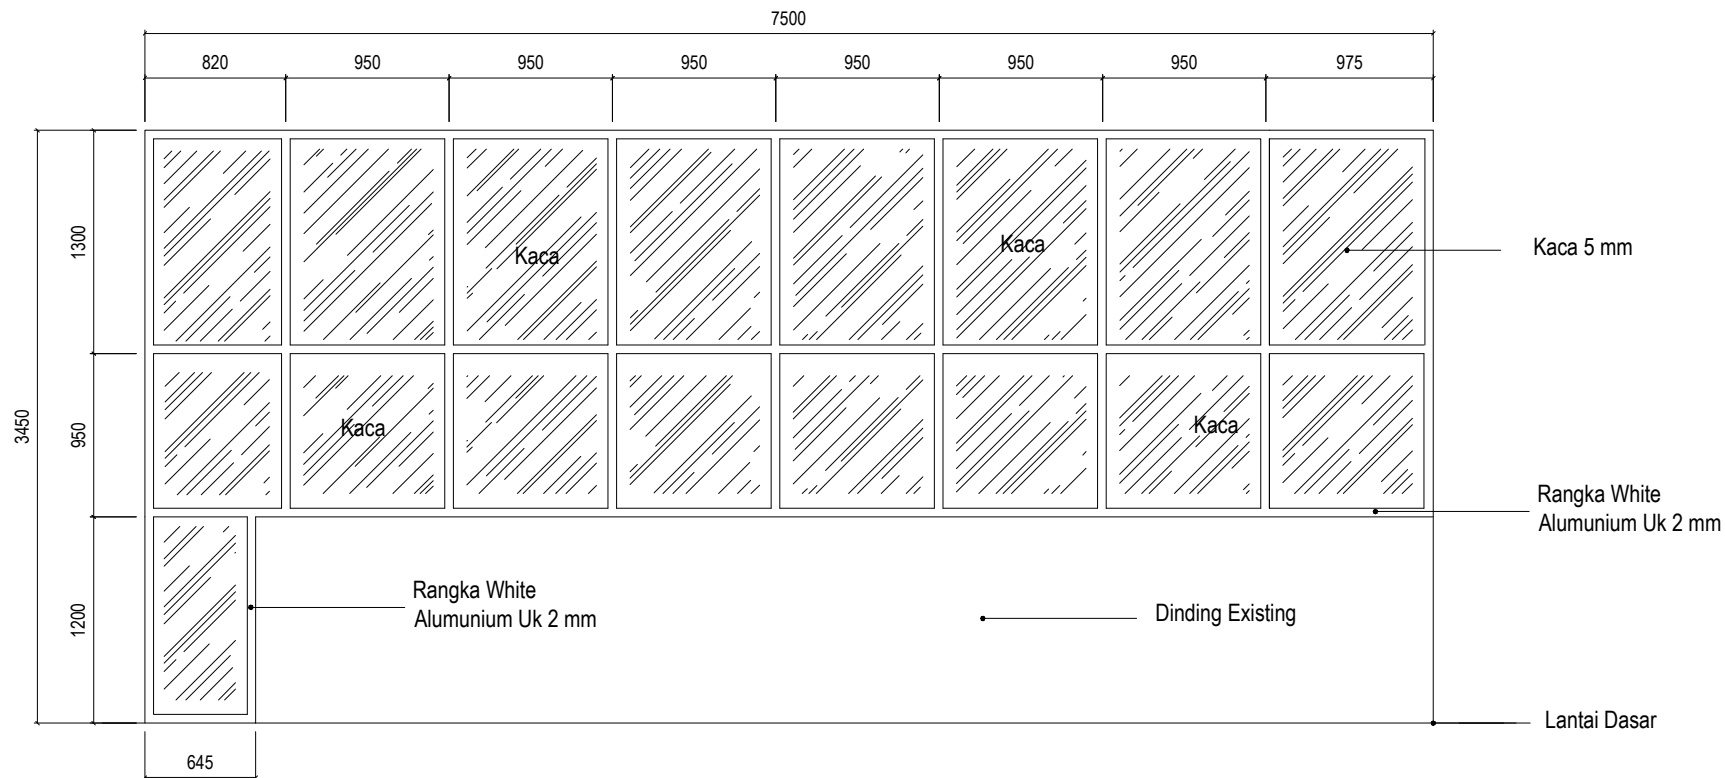 7500
820
950
950
950
950
950
950
975
3450
1300
950
1200
Kaca
Kaca
Kaca 5 mm
Kaca
Kaca
Rangka White
Alumunium Uk 2 mm
Rangka White
Alumunium Uk 2 mm
Dinding Existing
Lantai Dasar
645